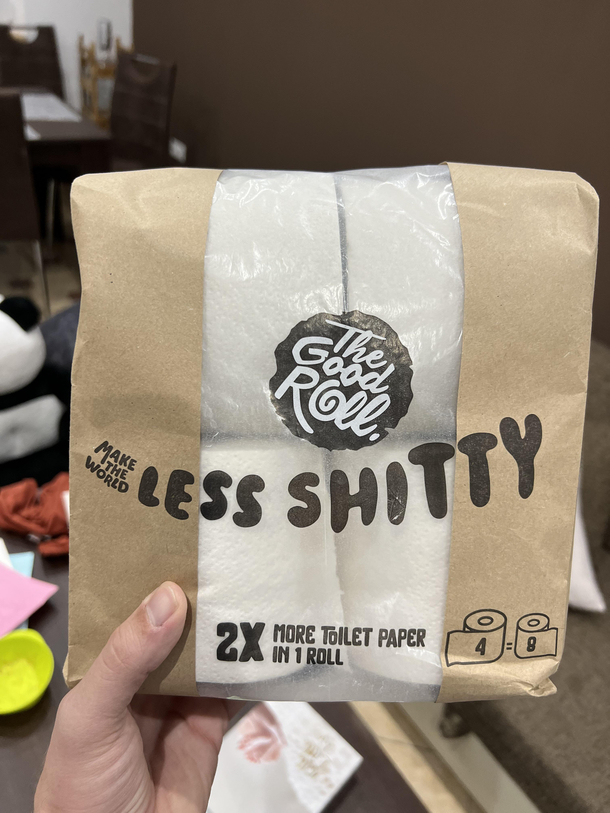 The
Good
Roll.
MAKE
THE
WORLD
LESS SHITTY
2X MORE TOILET PAPER
IN 1 ROLL
4 = 8